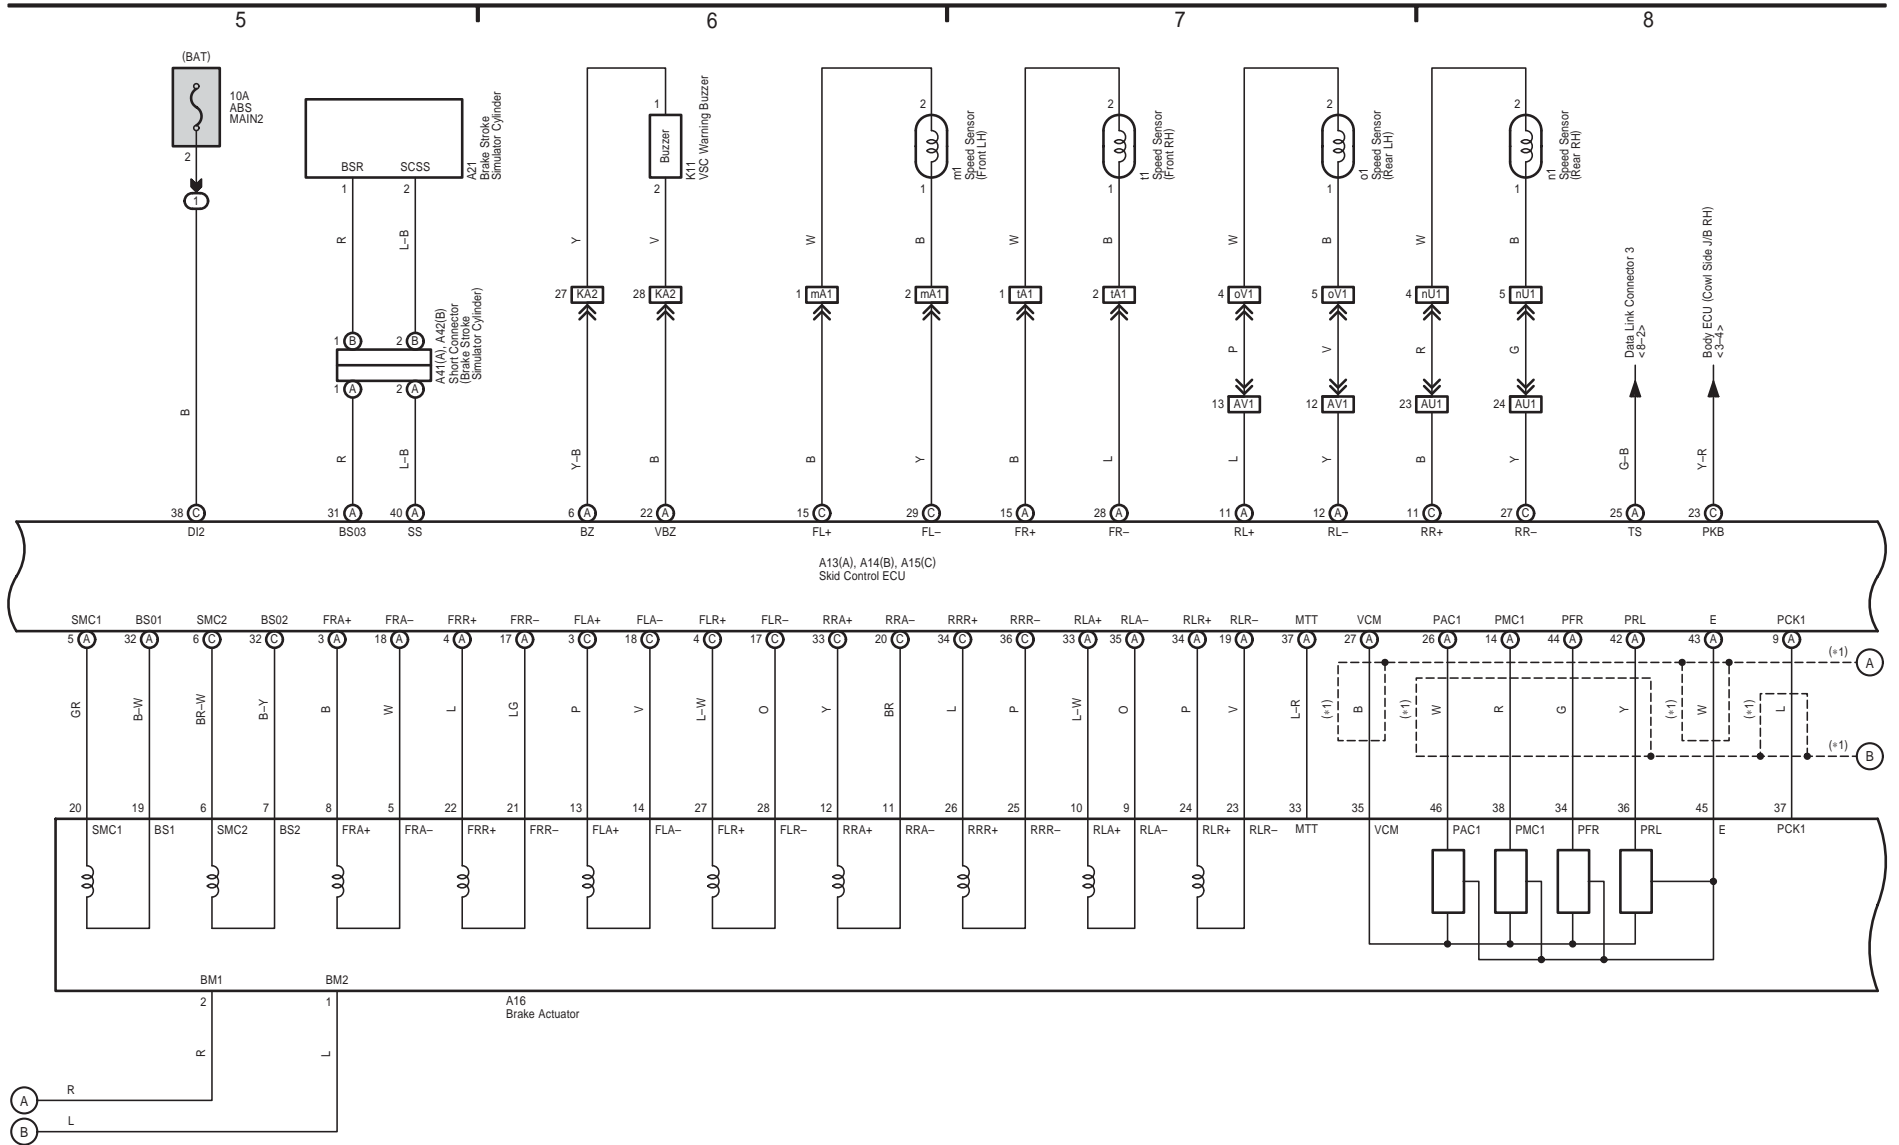 5 6 7 8
(BAT)
10A
ABS
MAIN2
2
1
B
BSR SCSS
1 2
A21
Brake Stroke
Simulator Cylinder
R L–B
1 B 2 B
A41(A), A42(B)
Short Connector
(Brake Stroke
Simulator Cylinder)
1 A 2 A
R L–B
1
Buzzer
2
K11
VSC Warning Buzzer
Y V
27 KA2 28 KA2
Y–B B
2
1
m1
Speed Sensor
(Front LH)
W B
1 mA1 2 mA1
B Y
2
1
t1
Speed Sensor
(Front RH)
W B
1 tA1 2 tA1
B L
2
1
o1
Speed Sensor
(Rear LH)
W B
4 oV1 5 oV1
P V
13 AV1 12 AV1
L Y
2
1
n1
Speed Sensor
(Rear RH)
W B
4 nU1 5 nU1
R G
23 AU1 24 AU1
B Y
Data Link Connector 3
<8–2>
G–B
Body ECU (Cowl Side J/B RH)
<3–4>
Y–R
38 C 31 A 40 A 6 A 22 A 15 C 29 C 15 A 28 A 11 A 12 A 11 C 27 C 25 A 23 C
DI2 BS03 SS BZ VBZ FL+ FL– FR+ FR– RL+ RL– RR+ RR– TS PKB
A13(A), A14(B), A15(C)
Skid Control ECU
SMC1 BS01 SMC2 BS02 FRA+ FRA– FRR+ FRR– FLA+ FLA– FLR+ FLR– RRA+ RRA– RRR+ RRR– RLA+ RLA– RLR+ RLR– MTT VCM PAC1 PMC1 PFR PRL E PCK1
5 A 32 A 6 C 32 C 3 A 18 A 4 A 17 A 3 C 18 C 4 C 17 C 33 C 20 C 34 C 36 C 33 A 35 A 34 A 19 A 37 A 27 A 26 A 14 A 44 A 42 A 43 A 9 A
(*1) A
GR B–W BR–W B–Y B W L LG P V L–W O Y BR L P L–W O P V L–R (*1) B (*1) W R G Y (*1) W (*1) L
(*1) B
20 19 6 7 8 5 22 21 13 14 27 28 12 11 26 25 10 9 24 23 33 35 46 38 34 36 45 37
SMC1 BS1 SMC2 BS2 FRA+ FRA– FRR+ FRR– FLA+ FLA– FLR+ FLR– RRA+ RRA– RRR+ RRR– RLA+ RLA– RLR+ RLR– MTT VCM PAC1 PMC1 PFR PRL E PCK1
BM1 BM2
2 1
A16
Brake Actuator
R L
A R
B L